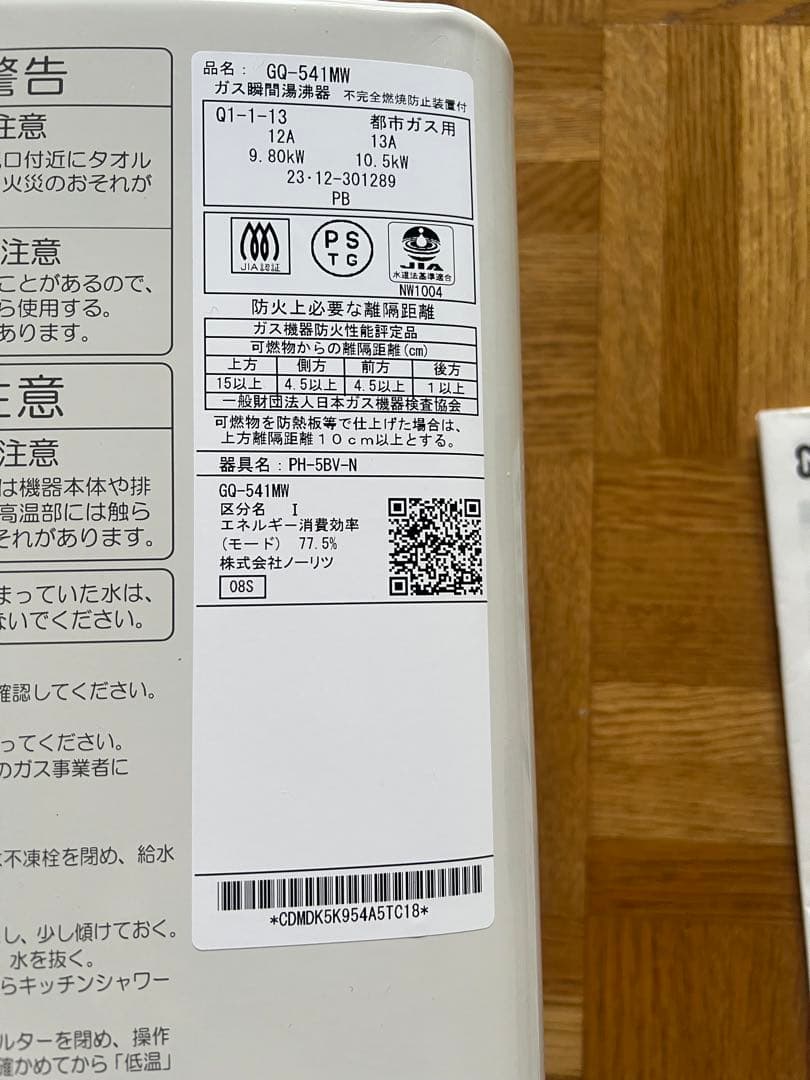 警告
注意
口付近にタオル
火災のおそれが
注意
ことがあるので、
ら使用する。
あります。
注意
注意
は機器本体や排
高温部には触ら
それがあります。
まっていた水は、
ないでください。
確認してください。
ってください。
のガス事業者に
不凍栓を閉め、給水
し、少し傾けておく。
水を抜く。
らキッチンシャワー
ルターを閉め、操作
確かめてから「低温」
品名： GQ-541MW
ガス瞬間湯沸器 不完全燃焼防止装置付
Q1-1-13 都市ガス用
12A 13A
9.80kW 10.5kW
23·12-301289
PB
JIA認証
PS
TG
JIA
水道法基準適合
NW1004
防火上必要な離隔距離
ガス機器防火性能評定品
可燃物からの離隔距離(cm)
上方 側方 前方 後方
15以上 4.5以上 4.5以上 1以上
一般財団法人日本ガス機器検査協会
可燃物を防熱板等で仕上げた場合は、
上方離隔距離10cm以上とする。
器具名：PH-5BV-N
GQ-541MW
区分名 I
エネルギー消費効率
(モード) 77.5%
株式会社ノーリツ
08S
*CDMDK5K954A5TC18*